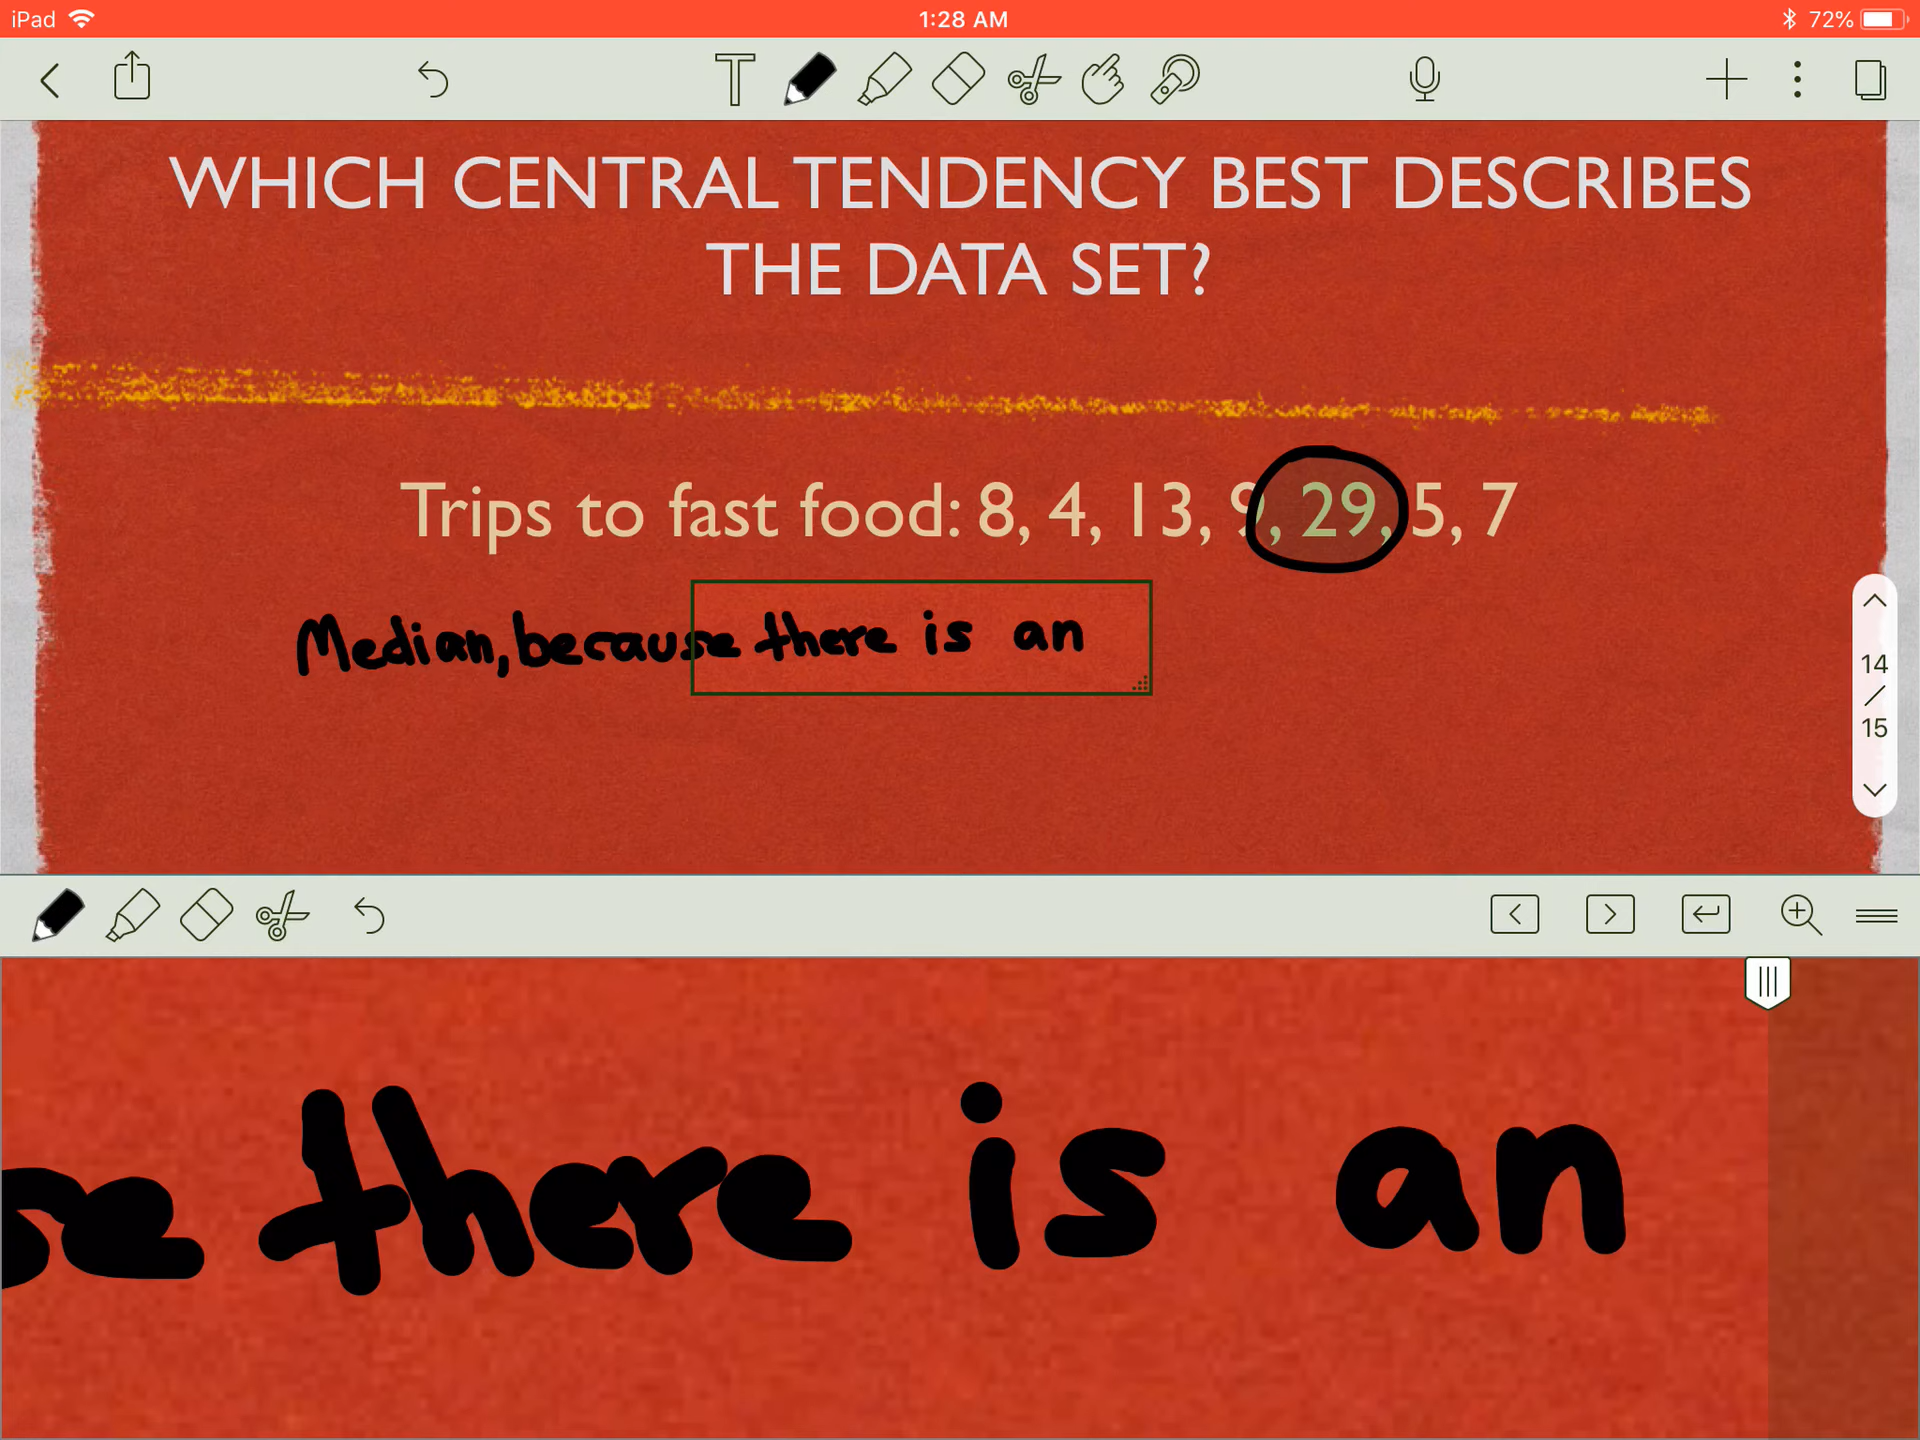 iPad 1:28 AM 72%
WHICH CENTRAL TENDENCY BEST DESCRIBES
THE DATA SET?
Trips to fast food: 8, 4, 13, 9, 29, 5, 7
Median, because there is an
14
/
15
se there is an